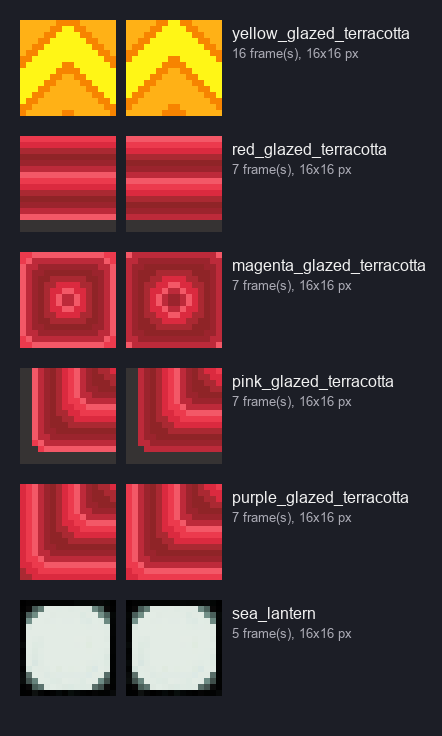 yellow_glazed_terracotta
16 frame(s), 16x16 px
red_glazed_terracotta
7 frame(s), 16x16 px
magenta_glazed_terracotta
7 frame(s), 16x16 px
pink_glazed_terracotta
7 frame(s), 16x16 px
purple_glazed_terracotta
7 frame(s), 16x16 px
sea_lantern
5 frame(s), 16x16 px